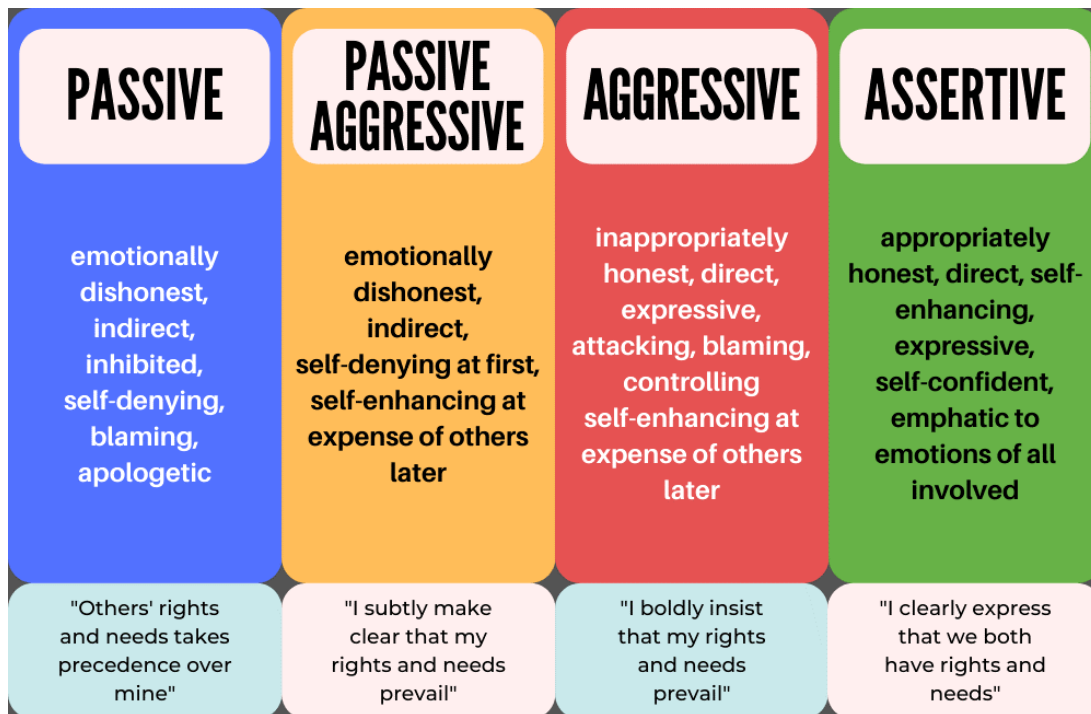 PASSIVE
emotionally
dishonest,
indirect,
inhibited,
self-denying,
blaming,
apologetic
"Others' rights
and needs takes
precedence over
mine"
PASSIVE
AGGRESSIVE
emotionally
dishonest,
indirect,
self-denying at first,
self-enhancing at
expense of others
later
"I subtly make
clear that my
rights and needs
prevail"
AGGRESSIVE
inappropriately
honest, direct,
expressive,
attacking, blaming,
controlling
self-enhancing at
expense of others
later
"I boldly insist
that my rights
and needs
prevail"
ASSERTIVE
appropriately
honest, direct, self-
enhancing,
expressive,
self-confident,
emphatic to
emotions of all
involved
"I clearly express
that we both
have rights and
needs"